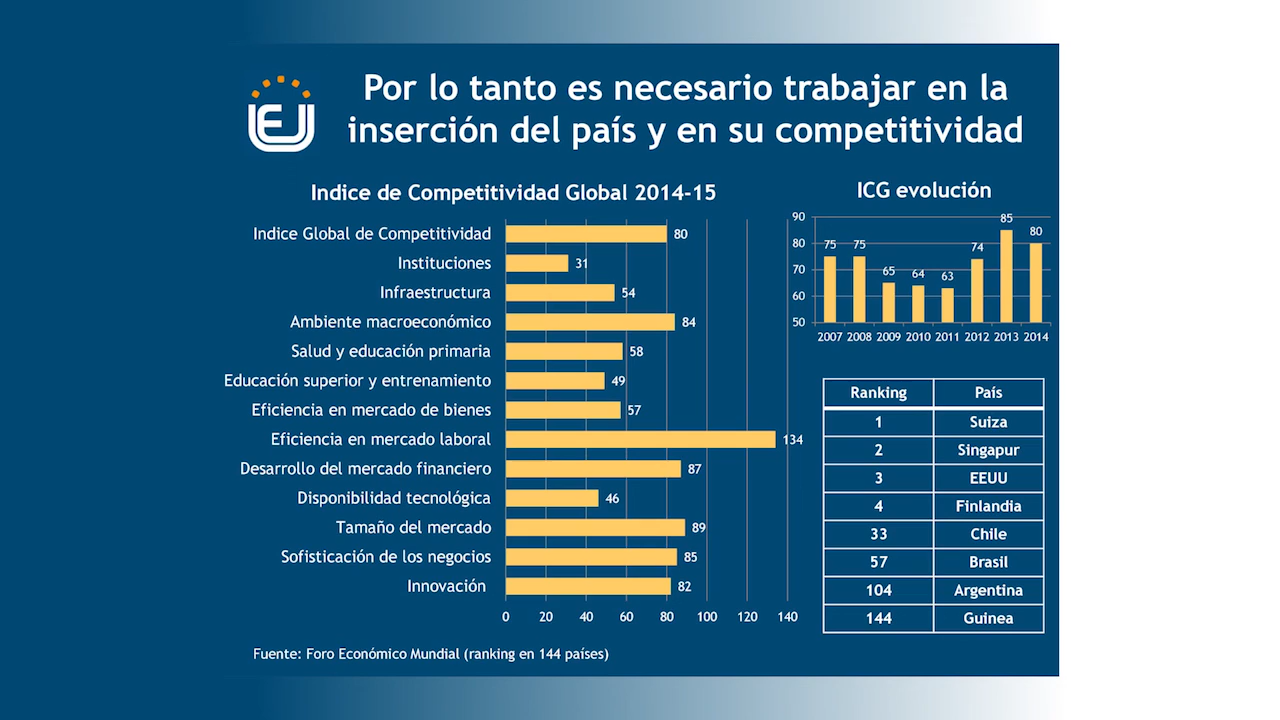 EU
Por lo tanto es necesario trabajar en la
inserción del país y en su competitividad
Indice de Competitividad Global 2014-15
Indice Global de Competitividad 80
Instituciones 31
Infraestructura 54
Ambiente macroeconómico 84
Salud y educación primaria 58
Educación superior y entrenamiento 49
Eficiencia en mercado de bienes 57
Eficiencia en mercado laboral 134
Desarrollo del mercado financiero 87
Disponibilidad tecnológica 46
Tamaño del mercado 89
Sofisticación de los negocios 85
Innovación 82
0 20 40 60 80 100 120 140
ICG evolución
90
80
70
60
50
75 75 65 64 63 74 85 80
2007 2008 2009 2010 2011 2012 2013 2014
Ranking País
1 Suiza
2 Singapur
3 EEUU
4 Finlandia
33 Chile
57 Brasil
104 Argentina
144 Guinea
Fuente: Foro Económico Mundial (ranking en 144 países)